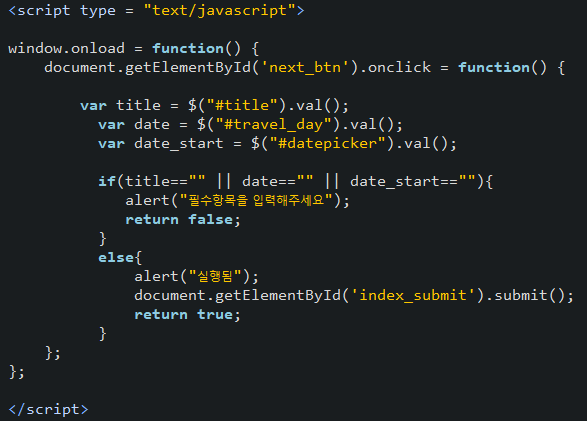 <script type = "text/javascript">
window.onload = function() {
document.getElementById('next_btn').onclick = function() {
var title = $("#title").val();
var date = $("#travel_day").val();
var date_start = $("#datepicker").val();
if(title=="" || date=="" || date_start==""){
alert("필수항목을 입력해주세요");
return false;
}
else{
alert("실행됨");
document.getElementById('index_submit').submit();
return true;
}
};
};
</script>